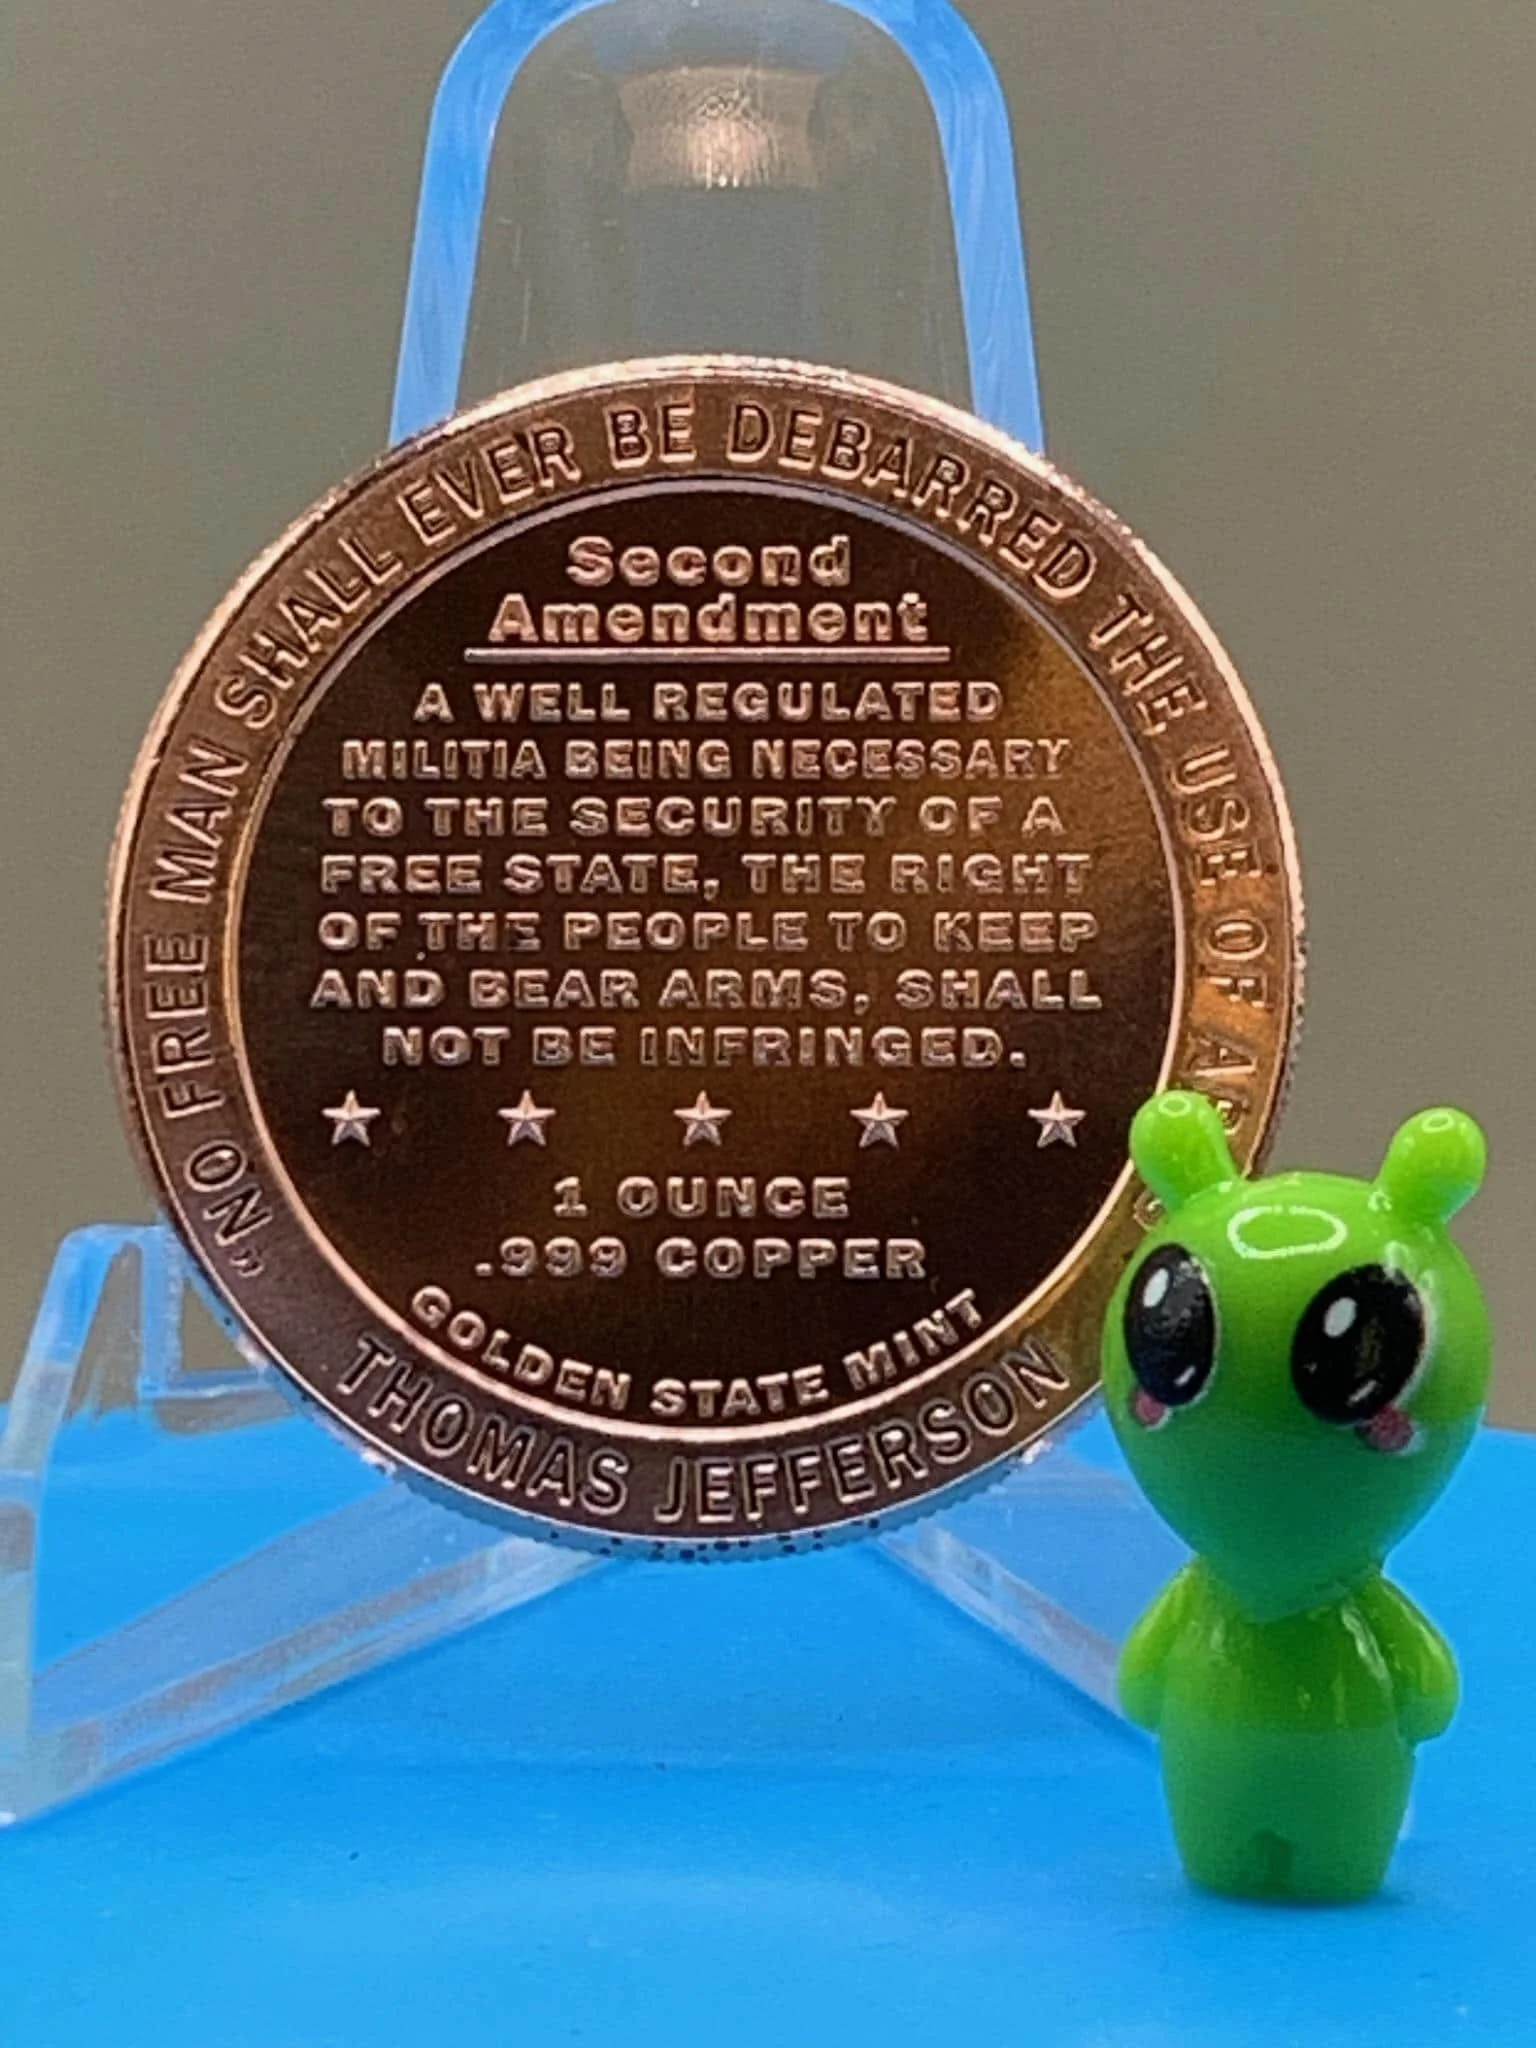 "NO FREE MAN SHALL EVER BE DEBARRED THE USE OF
Second
Amendment
A WELL REGULATED
MILITIA BEING NECESSARY
TO THE SECURITY OF A
FREE STATE, THE RIGHT
OF THE PEOPLE TO KEEP
AND BEAR ARMS, SHALL
NOT BE INFRINGED.
1 OUNCE
.999 COPPER
GOLDEN STATE MINT
THOMAS JEFFERSON